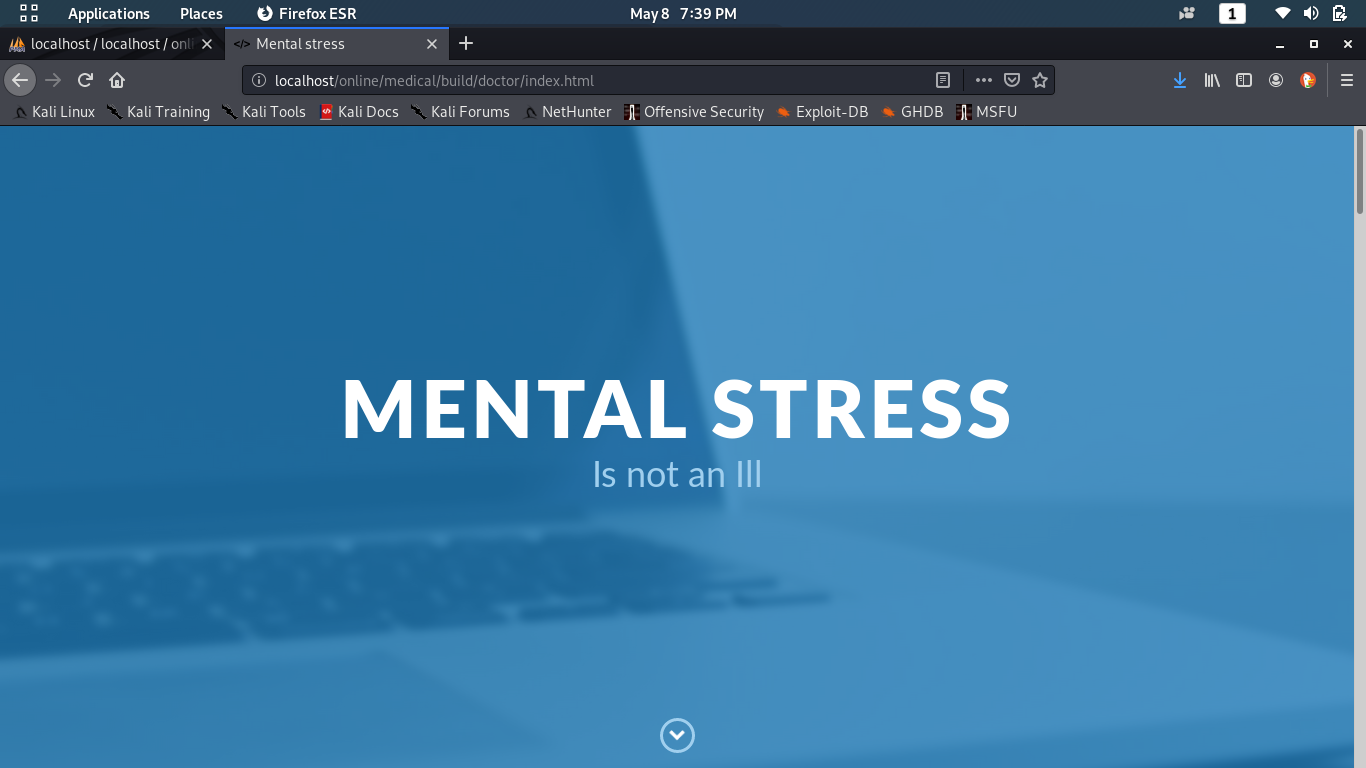 Applications Places Firefox ESR May 8 7:39 PM 1
localhost / localhost / onl
Mental stress
localhost/online/medical/build/doctor/index.html
Kali Linux Kali Training Kali Tools Kali Docs Kali Forums NetHunter Offensive Security Exploit-DB GHDB MSFU
MENTAL STRESS
Is not an Ill